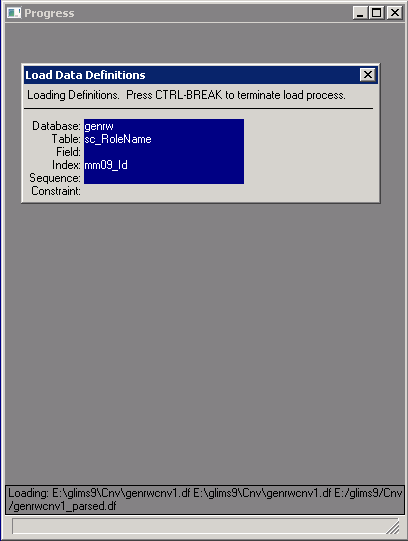 Progress
Load Data Definitions
Loading Definitions. Press CTRL-BREAK to terminate load process.
Database: genrw
Table: sc_RoleName
Field:
Index: mm09_Id
Sequence:
Constraint:
Loading: E:\glims9\Cnv\genrwcnv1.df E:\glims9\Cnv\genrwcnv1.df E:/glims9/Cnv
/genrwcnv1_parsed.df